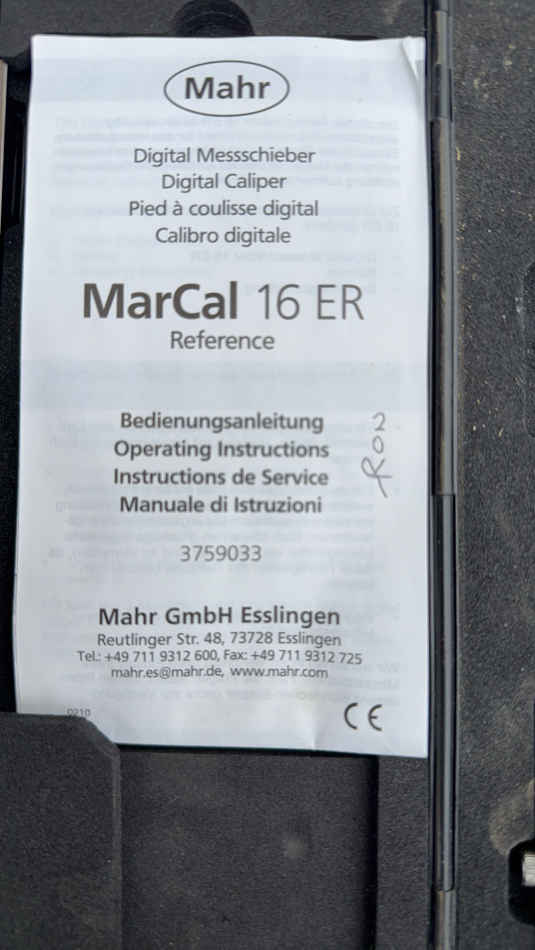 Mahr
Digital Messschieber
Digital Caliper
Pied à coulisse digital
Calibro digitale
MarCal 16 ER
Reference
Bedienungsanleitung
Operating Instructions
Instructions de Service
Manuale di Istruzioni
R02
3759033
Mahr GmbH Esslingen
Reutlinger Str. 48, 73728 Esslingen
Tel.: +49 711 9312 600, Fax: +49 711 9312 725
mahr.es@mahr.de, www.mahr.com
0210
CE